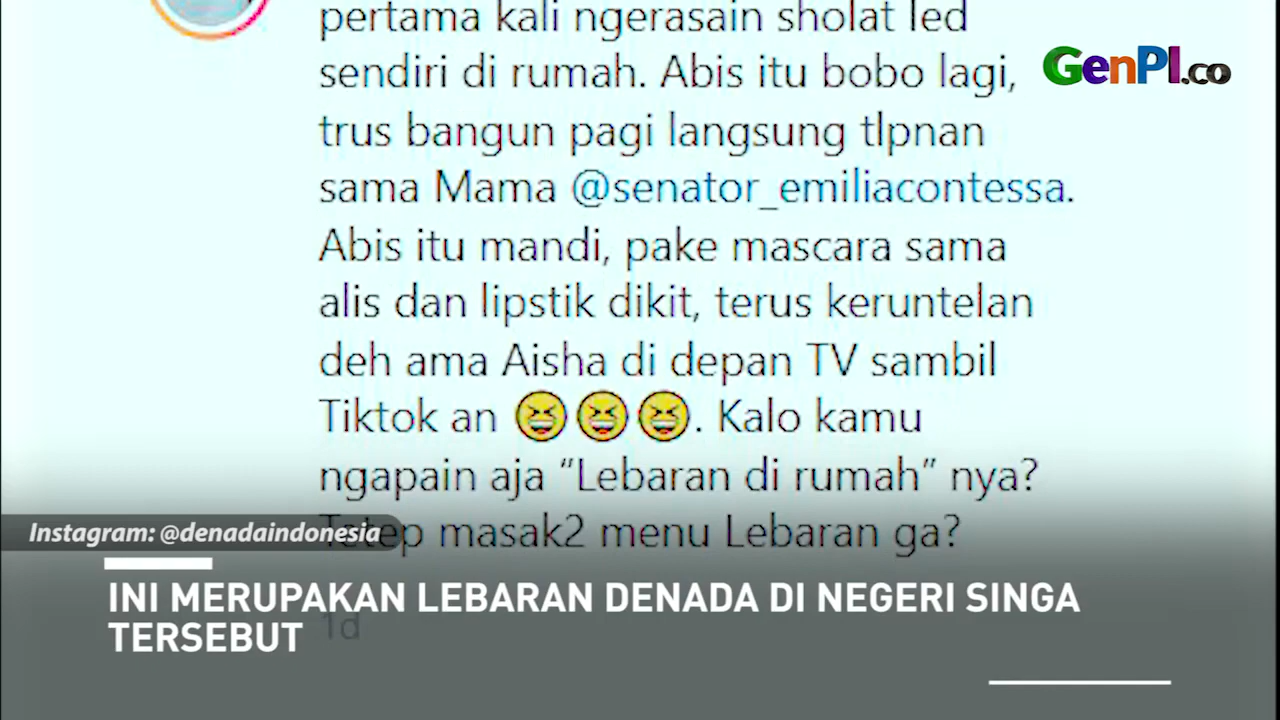 pertama kali ngerasain sholat Ied
sendiri di rumah. Abis itu bobo lagi,
trus bangun pagi langsung tlpnan
sama Mama @senator_emiliacontessa.
Abis itu mandi, pake mascara sama
alis dan lipstik dikit, terus keruntelan
deh ama Aisha di depan TV sambil
Tiktok an 😆😆😆. Kalo kamu
ngapain aja “Lebaran di rumah” nya?
Tetep masak2 menu Lebaran ga?
1d
GenPI.co
Instagram: @denadaindonesia
INI MERUPAKAN LEBARAN DENADA DI NEGERI SINGA
TERSEBUT